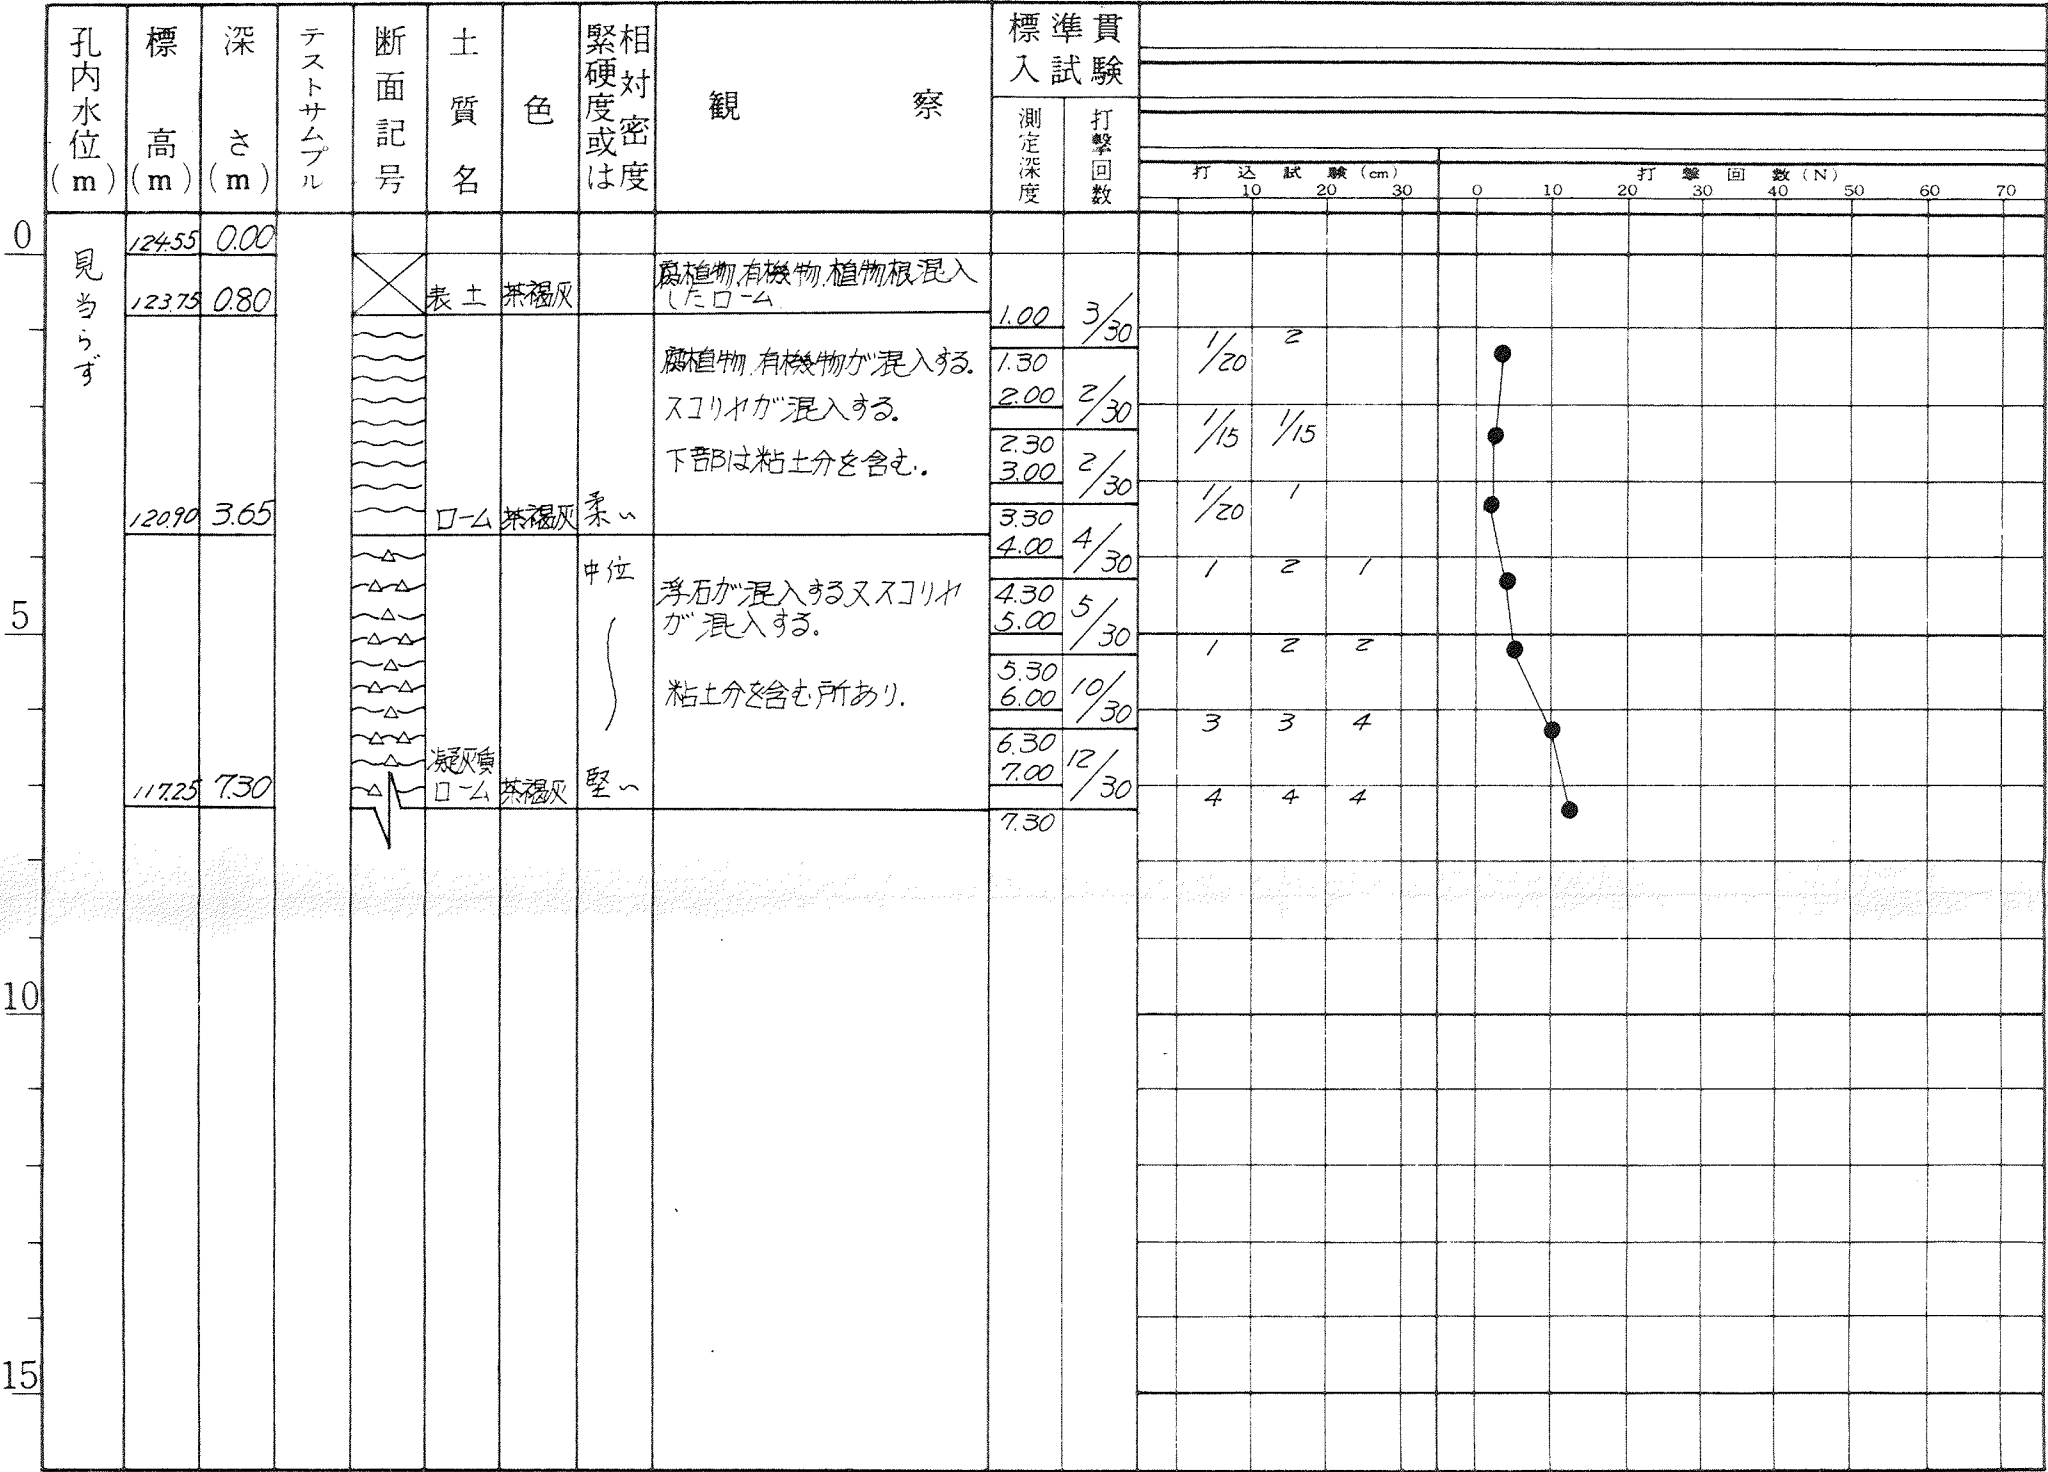 孔内水位(m)
標高(m)
深さ(m)
テストサムプル
断面記号
土質名
色
相対密度
緊硬度或は
観察
標準貫
入試験
測定深度
打撃回数
打込試験(cm)
10 20 30
打撃回数(N)
0 10 20 30 40 50 60 70
0
5
10
15
見当らず
124.55 0.00
123.75 0.80 表土 茶褐灰
腐植物,有機物,植物根混入
したローム
腐植物,有機物が混入する.
スコリヤが混入する.
下部は粘土分を含む.
120.90 3.65 ローム 茶褐灰 柔い
中位
浮石が混入する又スコリヤ
が混入する.
粘土分を含む所あり.
凝灰質
117.25 7.30 ローム 茶褐灰 堅い
1.00 3/30
1.30
2.00 2/30
2.30
3.00 2/30
3.30
4.00 4/30
4.30
5.00 5/30
5.30
6.00 10/30
6.30
7.00 12/30
7.30
1/20 2
1/15 1/15
1/20 1
1 2 1
1 2 2
3 3 4
4 4 4